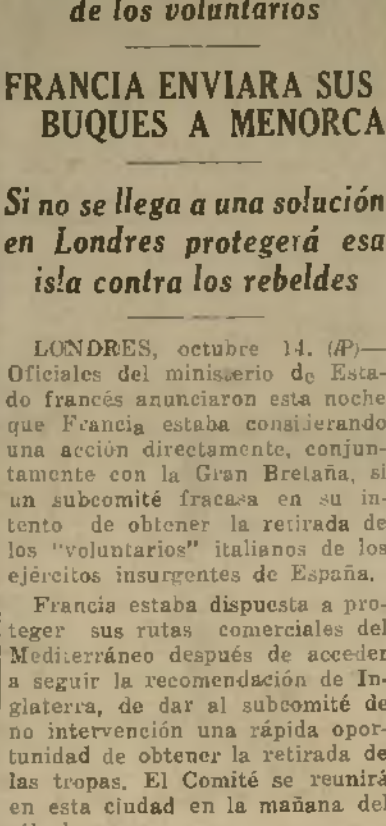 de los voluntarios
FRANCIA ENVIARA SUS
BUQUES A MENORCA
Si no se llega a una solución
en Londres protegerá esa
isla contra los rebeldes
LONDRES, octubre 14. (AP)—
Oficiales del ministerio de Esta-
do francés anunciaron esta noche
que Francia estaba considerando
una acción directamente, conjun-
tamente con la Gran Bretaña, si
un subcomité fracasa en su in-
tento de obtener la retirada de
los "voluntarios" italianos de los
ejércitos insurgentes de España.
Francia estaba dispuesta a pro-
teger sus rutas comerciales del
Mediterráneo después de acceder
a seguir la recomendación de In-
glaterra, de dar al subcomité de
no intervención una rápida opor-
tunidad de obtener la retirada de
las tropas. El Comité se reunirá
en esta ciudad en la mañana del